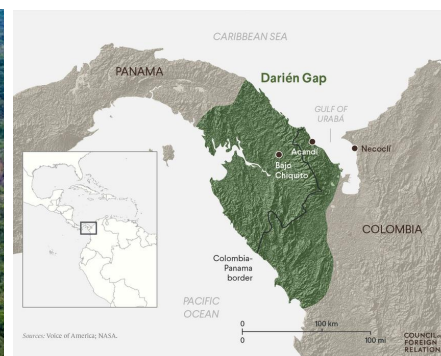 CARIBBEAN SEA
PANAMA
Darién Gap
GULF OF
URABÁ
Acandí
Necoclí
Bajo
Chiquito
COLOMBIA
Colombia-
Panama
border
PACIFIC
OCEAN
0 100 km
0 100 mi
Sources: Voice of America; NASA.
COUNCIL
FOREIGN
RELATION